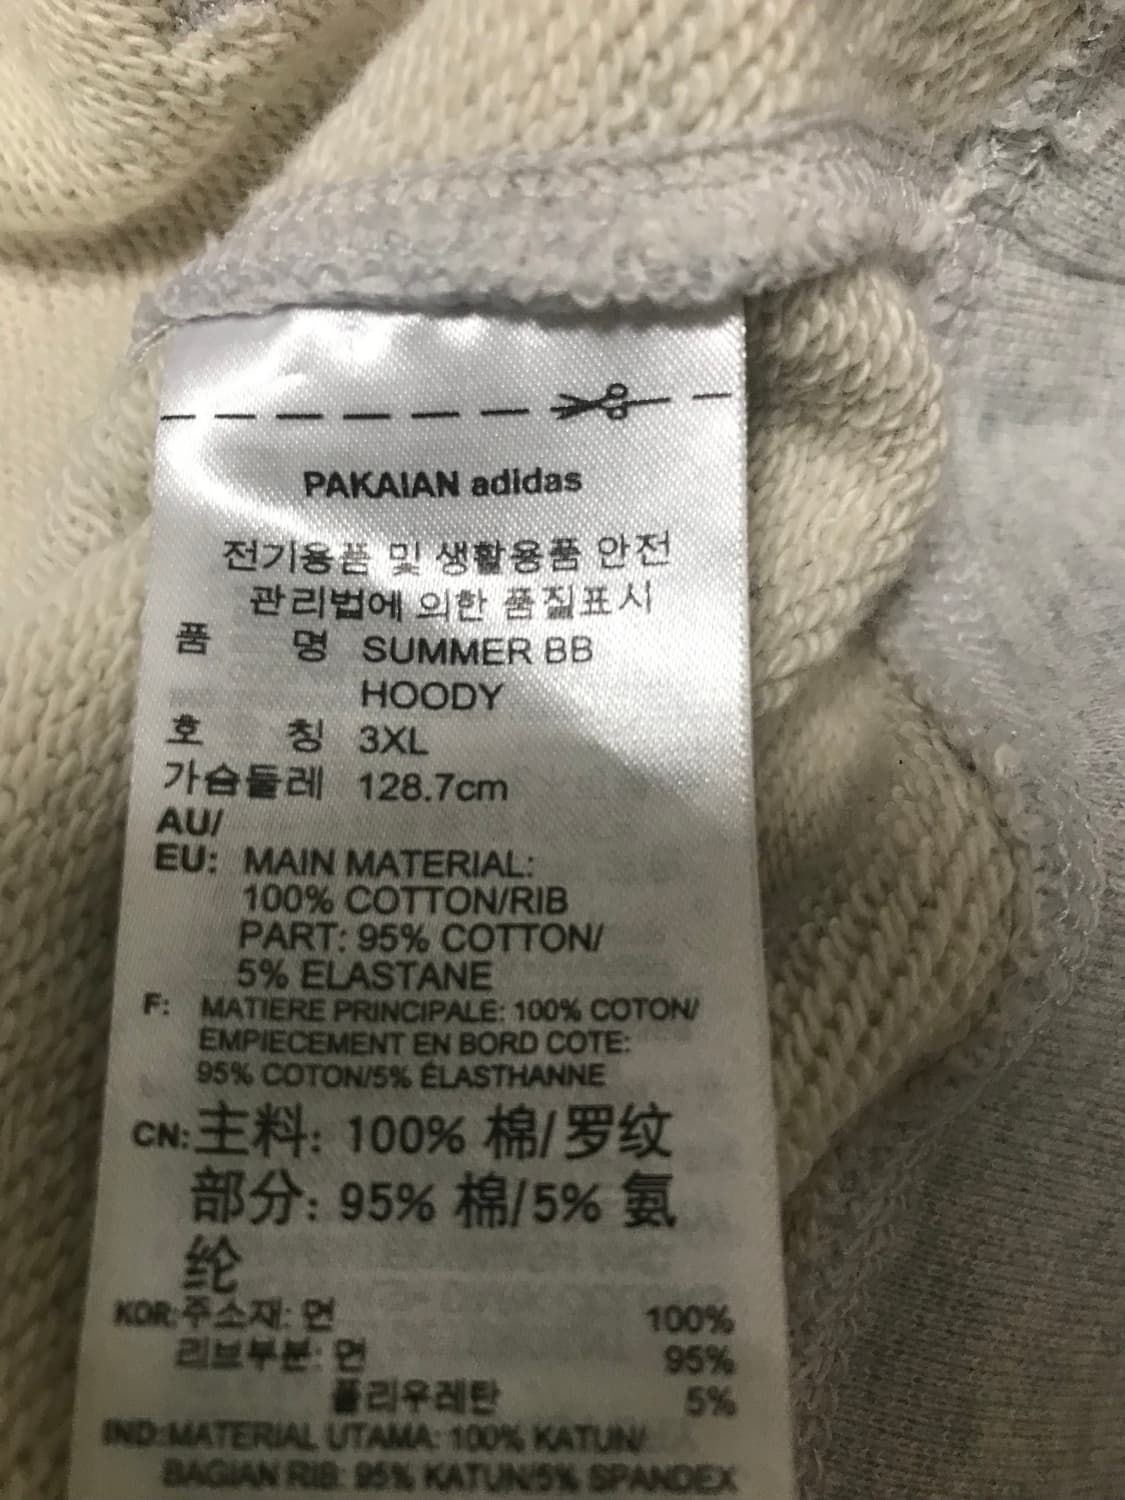 PAKAIAN adidas
전기용품 및 생활용품 안전
관리법에 의한 품질표시
품 명 SUMMER BB
HOODY
호 칭 3XL
가슴둘레 128.7cm
AU/
EU: MAIN MATERIAL:
100% COTTON/RIB
PART: 95% COTTON/
5% ELASTANE
F: MATIERE PRINCIPALE: 100% COTON/
EMPIECEMENT EN BORD COTE:
95% COTON/5% ÉLASTHANNE
CN: 主料: 100% 棉/罗纹
部分: 95% 棉/5% 氨
纶
KOR: 주소재: 면 100%
리브부분: 면 95%
폴리우레탄 5%
IND: MATERIAL UTAMA: 100% KATUN/
BAGIAN RIB: 95% KATUN/5% SPANDEX